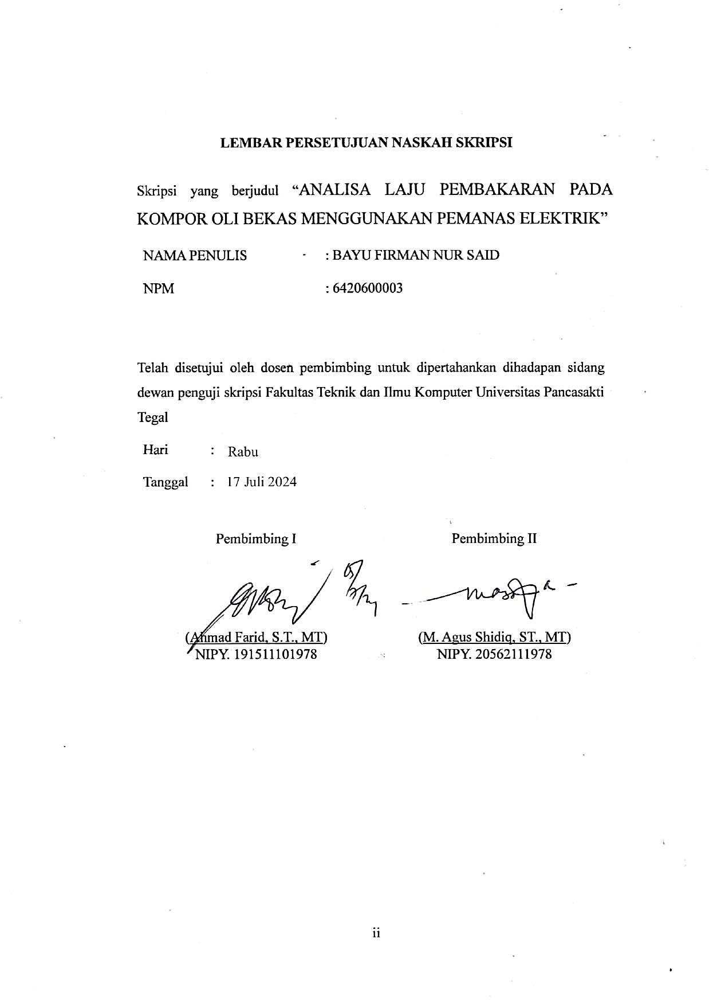 LEMBAR PERSETUJUAN NASKAH SKRIPSI
Skripsi yang berjudul “ANALISA LAJU PEMBAKARAN PADA
KOMPOR OLI BEKAS MENGGUNAKAN PEMANAS ELEKTRIK”
NAMA PENULIS : BAYU FIRMAN NUR SAID
NPM : 6420600003
Telah disetujui oleh dosen pembimbing untuk dipertahankan dihadapan sidang
dewan penguji skripsi Fakultas Teknik dan Ilmu Komputer Universitas Pancasakti
Tegal
Hari : Rabu
Tanggal : 17 Juli 2024
Pembimbing I Pembimbing II
(Ahmad Farid, S.T., MT) (M. Agus Shidiq, ST., MT)
NIPY. 191511101978 NIPY. 20562111978
ii